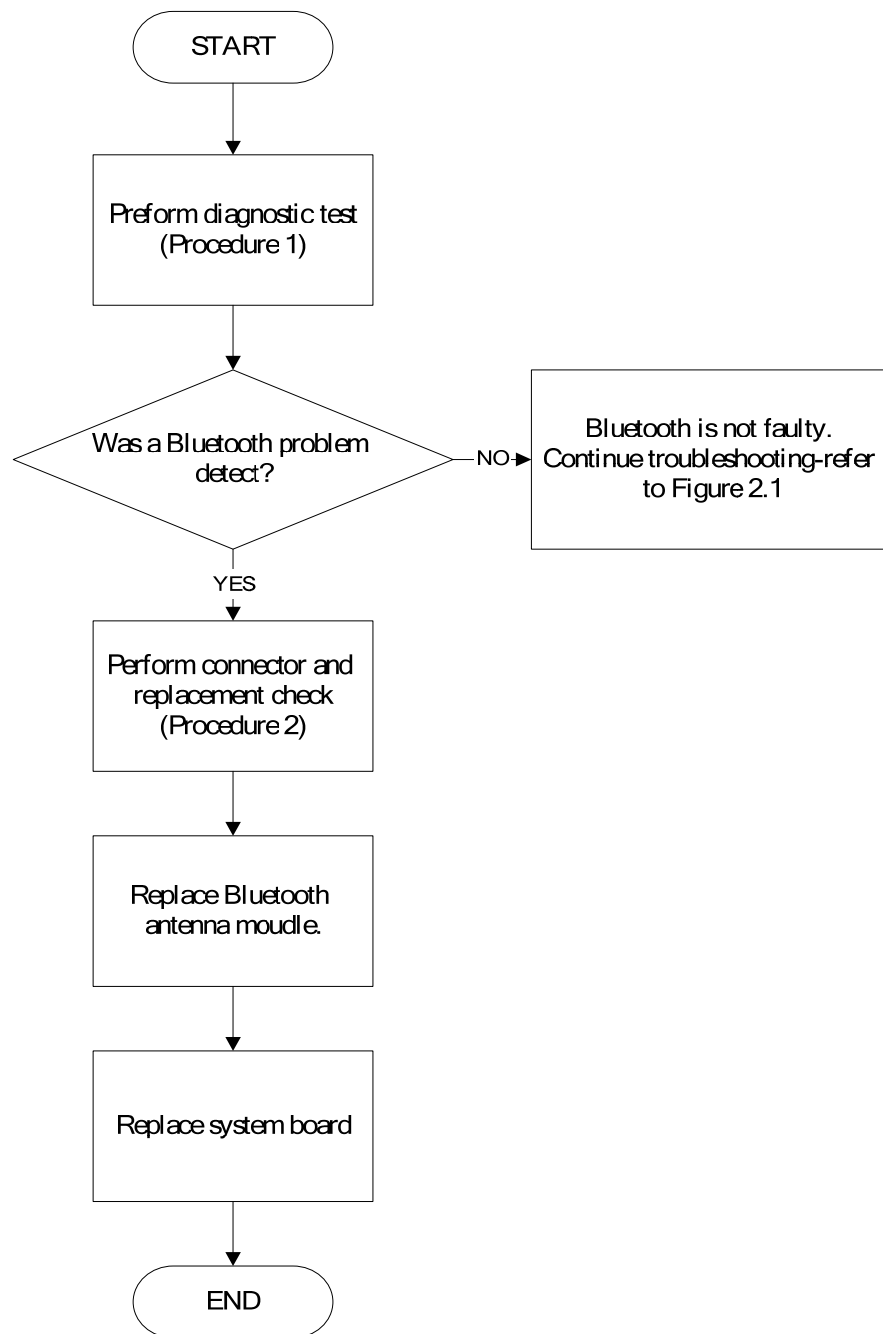 START
Preform diagnostic test
(Procedure 1)
Was a Bluetooth problem
detect?
NO
Bluetooth is not faulty.
Continue troubleshooting-refer
to Figure 2.1
YES
Perform connector and
replacement check
(Procedure 2)
Replace Bluetooth
antenna moudle.
Replace system board
END